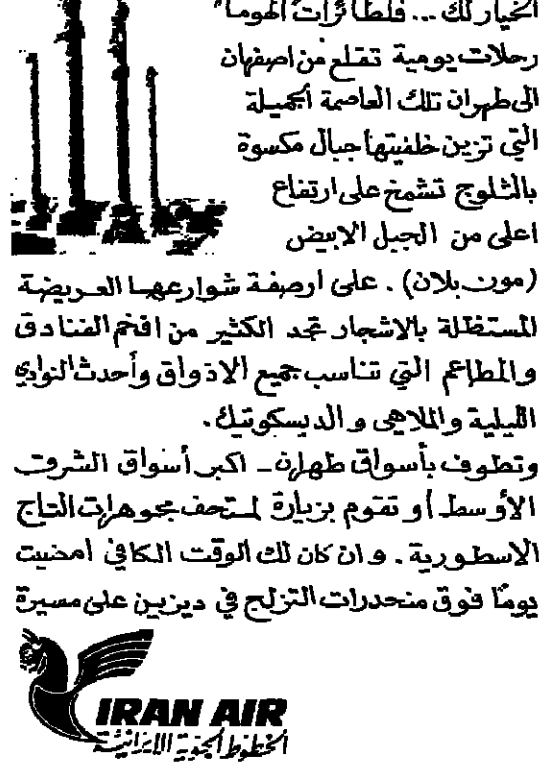 الخيار لك ... فلطائرات الهوما"
رحلات يومية تقلع من اصفهان
الى طهران تلك العاصمة الجميلة
التي تزين خلفيتها جبال مكسوة
بالثلوج تشمخ على ارتفاع
اعلى من الجبل الابيض
(مون بلان) . على ارصفة شوارعها العريضة
المستظلة بالاشجار تجد الكثير من افخم الفنادق
والمطاعم التي تناسب جميع الاذواق وأحدث النوادي
الليلية والملاهي والديسكوتيك.
وتطوف بأسواق طهران - اكبر أسواق الشرق
الأوسط أو تقوم بزيارة لمتحف مجوهرات التاج
الاسطورية . وان كان لك الوقت الكافي امضيت
يومًا فوق منحدرات التزلج في ديزين على مسيرة
IRAN AIR
الخطوط الجوية الايرانية